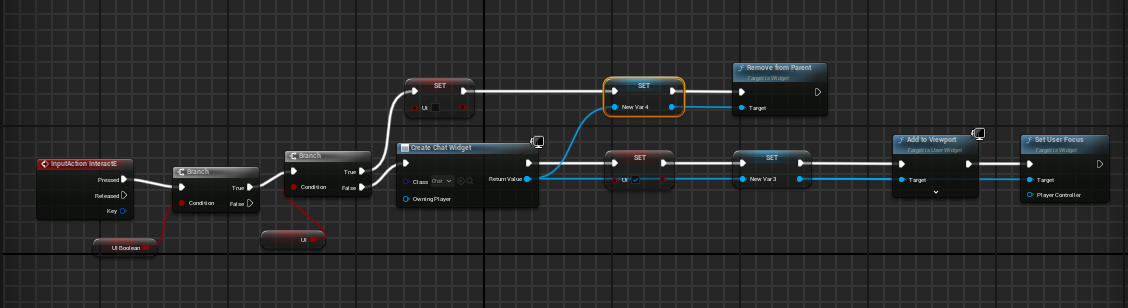 SET
Ui
SET
New Var 4
Remove from Parent
Target is Widget
Target
InputAction InteractE
Pressed
Released
Key
Branch
Condition
True
False
UI Boolean
Branch
Condition
True
False
UI
Create Chat Widget
Class
Char
Owning Player
Return Value
SET
Ui
SET
New Var 3
Add to Viewport
Target is User Widget
Target
Set User Focus
Target is Widget
Target
Player Controller